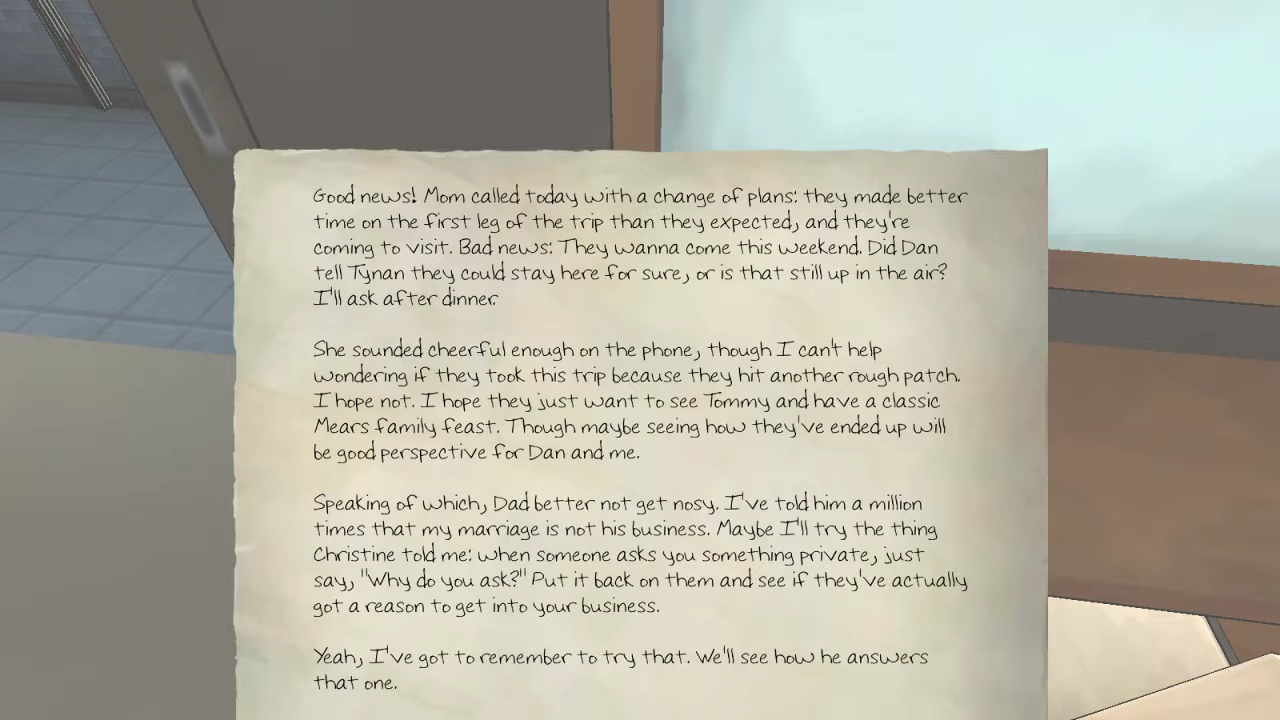 Good news! Mom called today with a change of plans: they made better
time on the first leg of the trip than they expected, and they're
coming to visit. Bad news: They wanna come this weekend. Did Dan
tell Tynan they could stay here for sure, or is that still up in the air?
I'll ask after dinner.
She sounded cheerful enough on the phone, though I can't help
wondering if they took this trip because they hit another rough patch.
I hope not. I hope they just want to see Tommy and have a classic
Mears family feast. Though maybe seeing how they've ended up will
be good perspective for Dan and me.
Speaking of which, Dad better not get nosy. I've told him a million
times that my marriage is not his business. Maybe I'll try the thing
Christine told me: when someone asks you something private, just
say, "Why do you ask?" Put it back on them and see if they've actually
got a reason to get into your business.
Yeah, I've got to remember to try that. We'll see how he answers
that one.